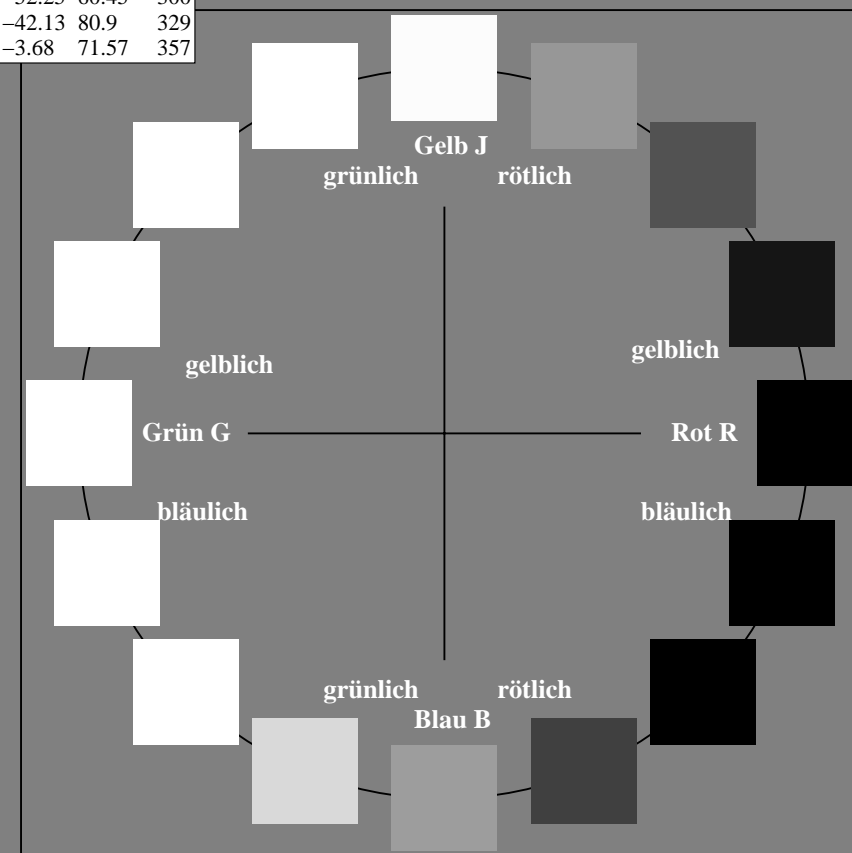 −42.13 80.9 329
−3.68 71.57 357
Gelb J
grünlich rötlich
gelblich gelblich
Grün G Rot R
bläulich bläulich
grünlich rötlich
Blau B